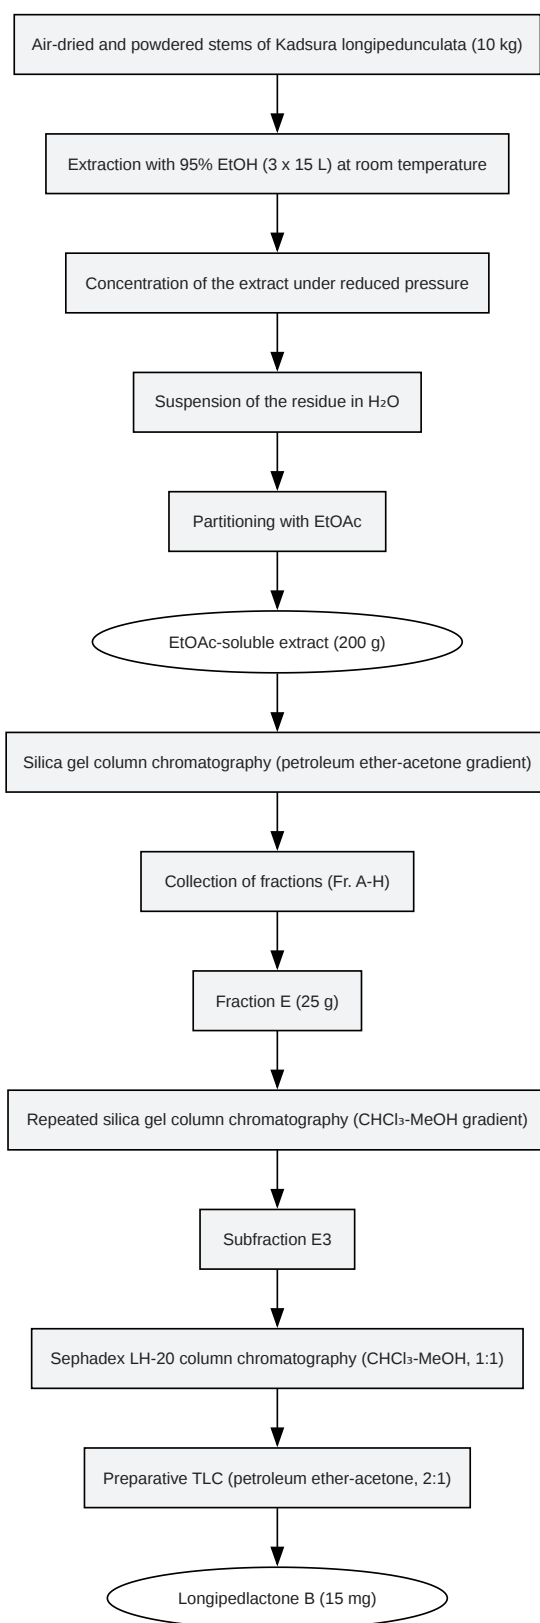 Air-dried and powdered stems of Kadsura longipedunculata (10 kg)
Extraction with 95% EtOH (3 x 15 L) at room temperature
Concentration of the extract under reduced pressure
Suspension of the residue in H₂O
Partitioning with EtOAc
EtOAc-soluble extract (200 g)
Silica gel column chromatography (petroleum ether-acetone gradient)
Collection of fractions (Fr. A-H)
Fraction E (25 g)
Repeated silica gel column chromatography (CHCl₃-MeOH gradient)
Subfraction E3
Sephadex LH-20 column chromatography (CHCl₃-MeOH, 1:1)
Preparative TLC (petroleum ether-acetone, 2:1)
Longipedlactone B (15 mg)